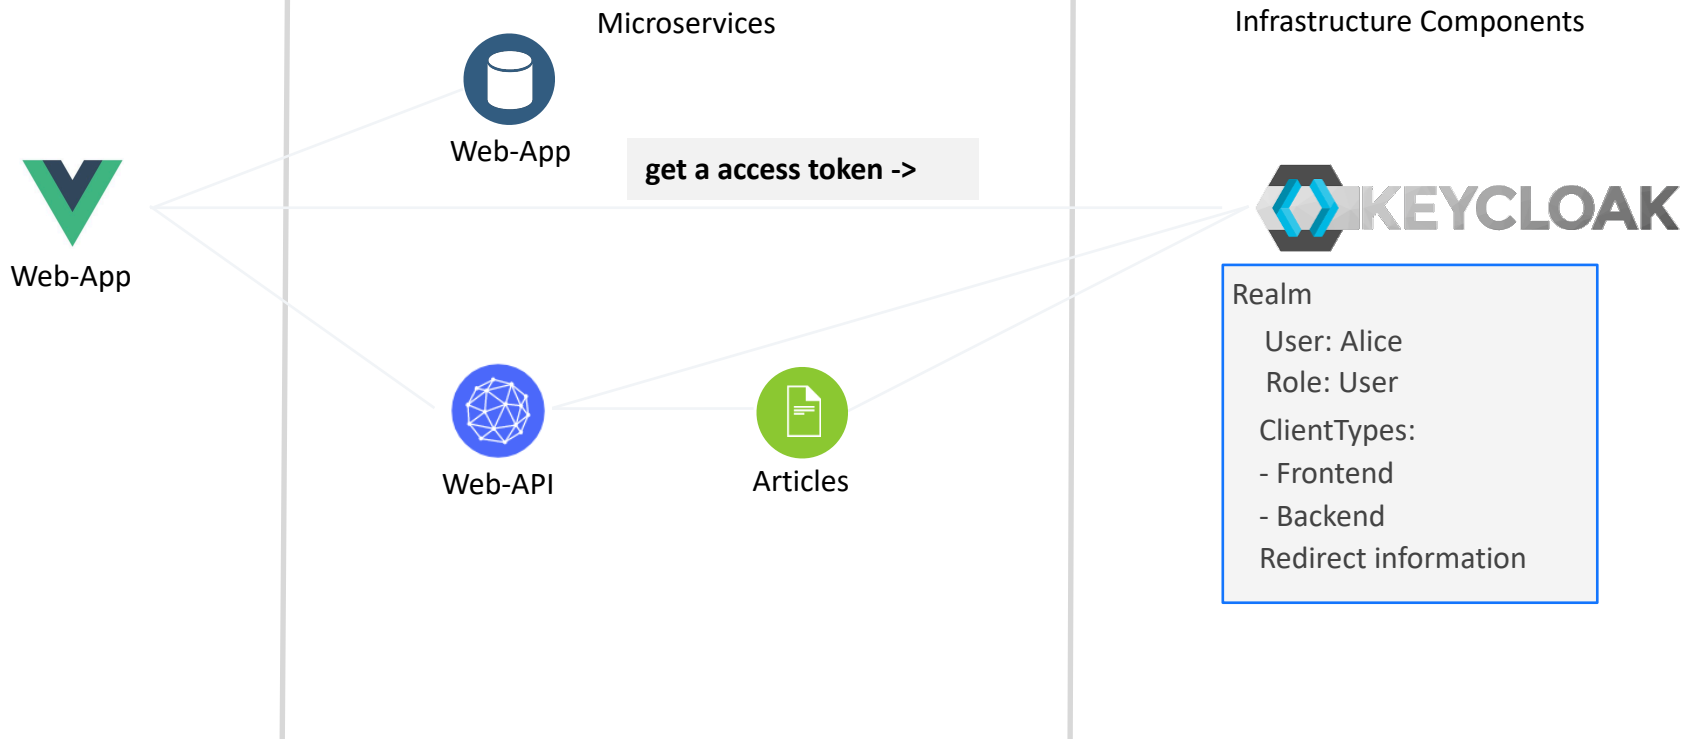 Microservices
Infrastructure Components
Web-App
get a access token ->
KEYCLOAK
Web-App
Realm
User: Alice
Role: User
ClientTypes:
- Frontend
- Backend
Redirect information
Web-API
Articles